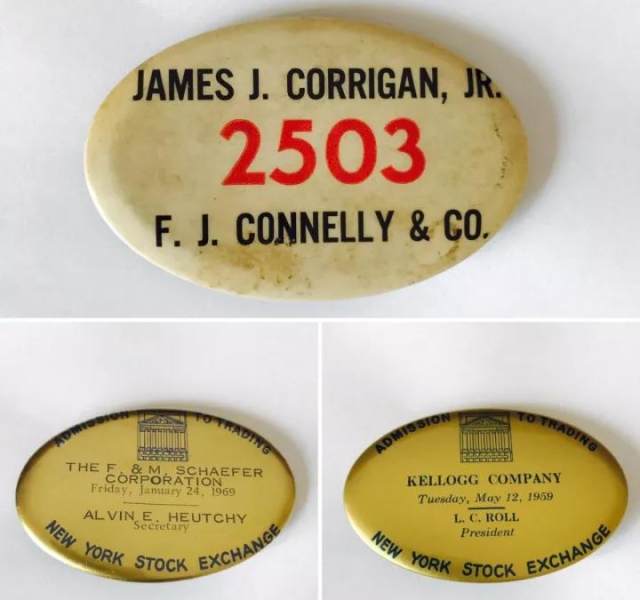 JAMES J. CORRIGAN, JR.
2503
F. J. CONNELLY & CO.
ADMISSION TO TRADING
THE F. & M. SCHAEFER
CORPORATION
Friday, January 24, 1969
ALVIN E. HEUTCHY
Secretary
NEW YORK STOCK EXCHANGE
ADMISSION TO TRADING
KELLOGG COMPANY
Tuesday, May 12, 1959
L. C. ROLL
President
NEW YORK STOCK EXCHANGE